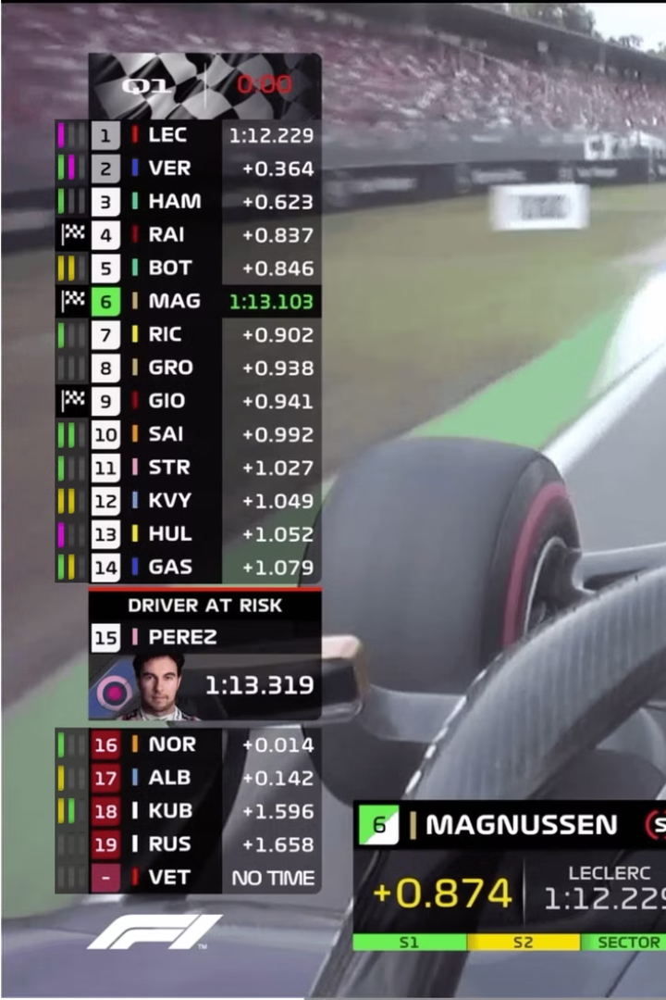 Q1 0:00
1 LEC 1:12.229
2 VER +0.364
3 HAM +0.623
4 RAI +0.837
5 BOT +0.846
6 MAG 1:13.103
7 RIC +0.902
8 GRO +0.938
9 GIO +0.941
10 SAI +0.992
11 STR +1.027
12 KVY +1.049
13 HUL +1.052
14 GAS +1.079
DRIVER AT RISK
15 PEREZ
1:13.319
16 NOR +0.014
17 ALB +0.142
18 KUB +1.596
19 RUS +1.658
- VET NO TIME
F1 ™
6 MAGNUSSEN S
+0.874 LECLERC
1:12.229
S1 S2 SECTOR